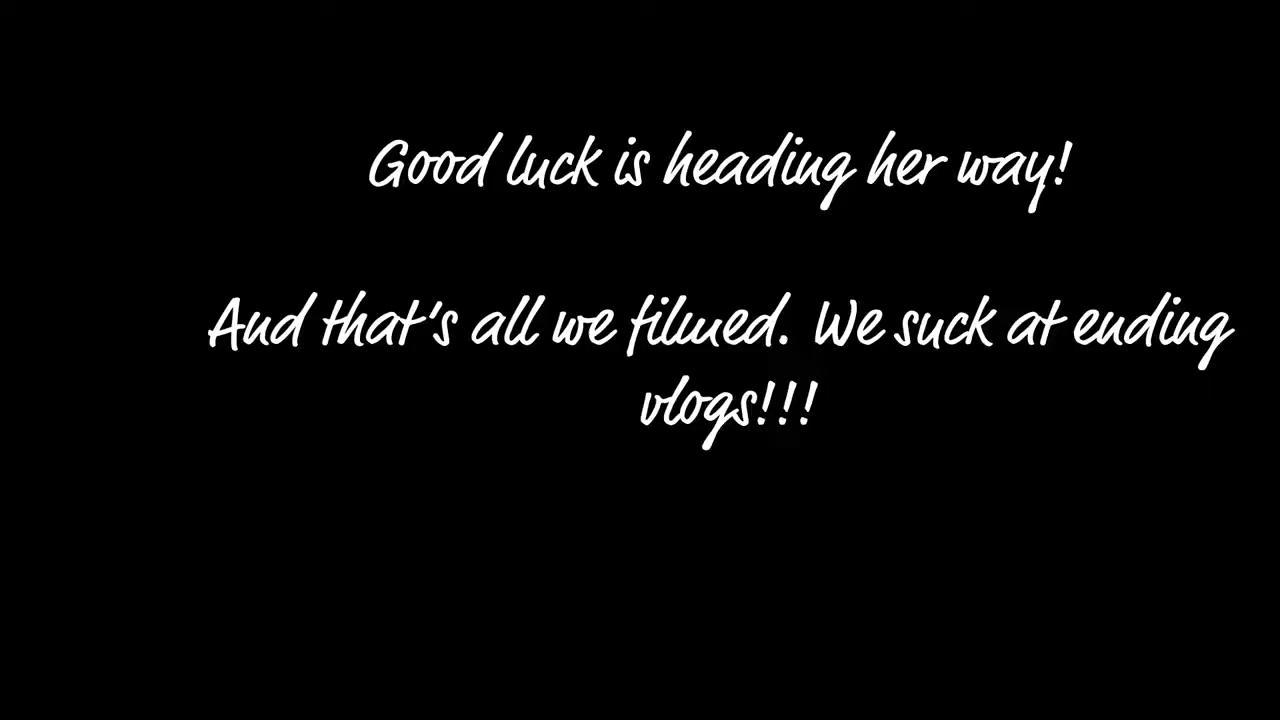 Good luck is heading her way!
And that's all we filmed. We suck at ending
vlogs!!!